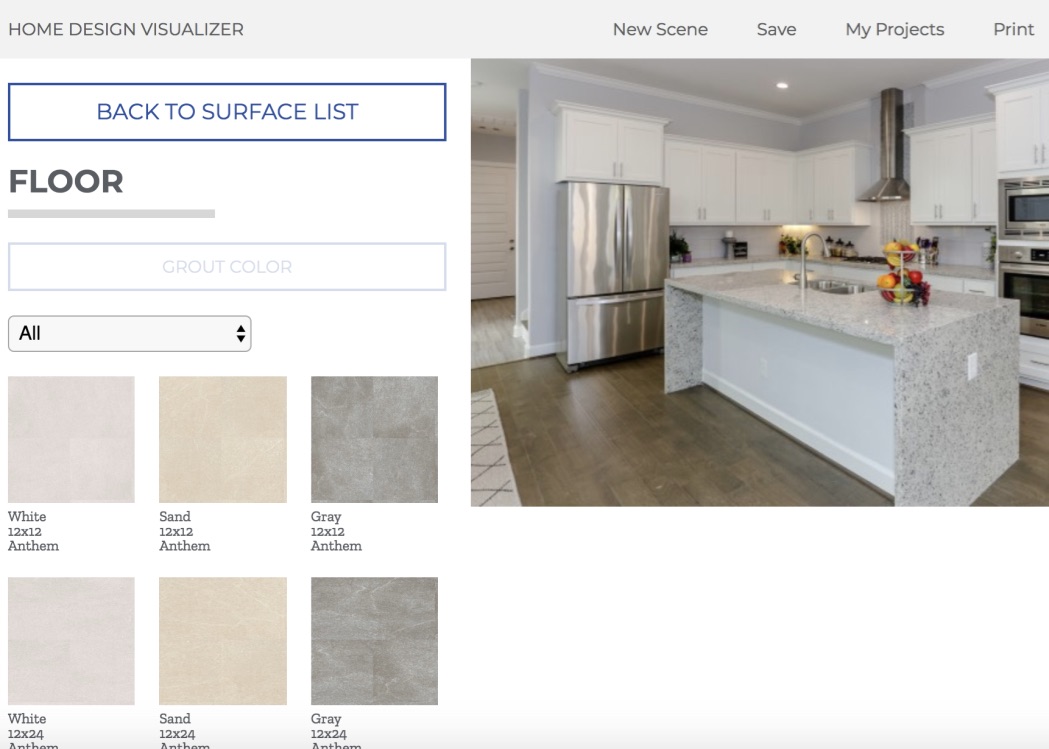 HOME DESIGN VISUALIZER
New Scene
Save
My Projects
Print
BACK TO SURFACE LIST
FLOOR
GROUT COLOR
All
White
12x12
Anthem
Sand
12x12
Anthem
Gray
12x12
Anthem
White
12x24
Anthem
Sand
12x24
Anthem
Gray
12x24
Anthem